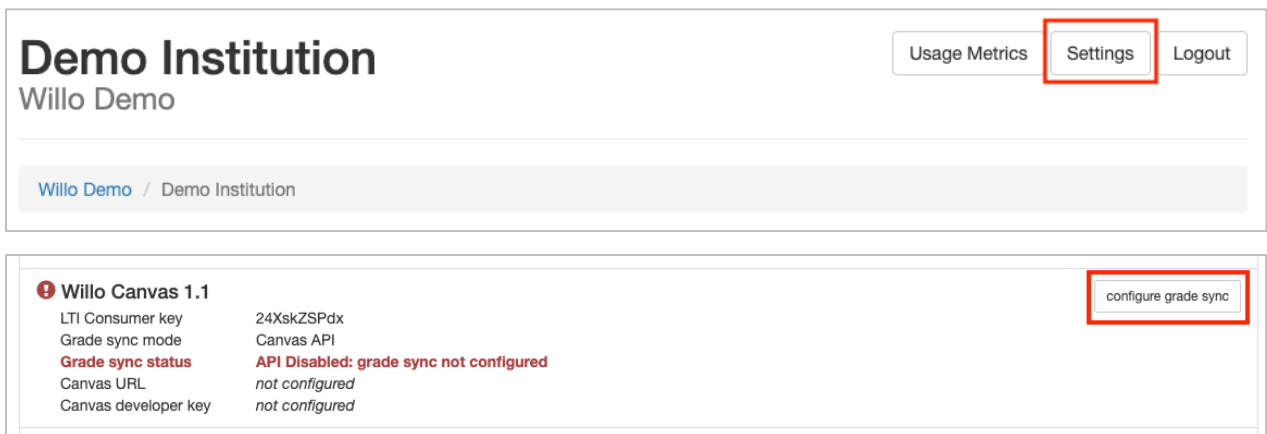 Demo Institution
Usage Metrics Settings Logout
Willo Demo
Willo Demo / Demo Institution
Willo Canvas 1.1
configure grade sync
LTI Consumer key 24XskZSPdx
Grade sync mode Canvas API
Grade sync status API Disabled: grade sync not configured
Canvas URL not configured
Canvas developer key not configured